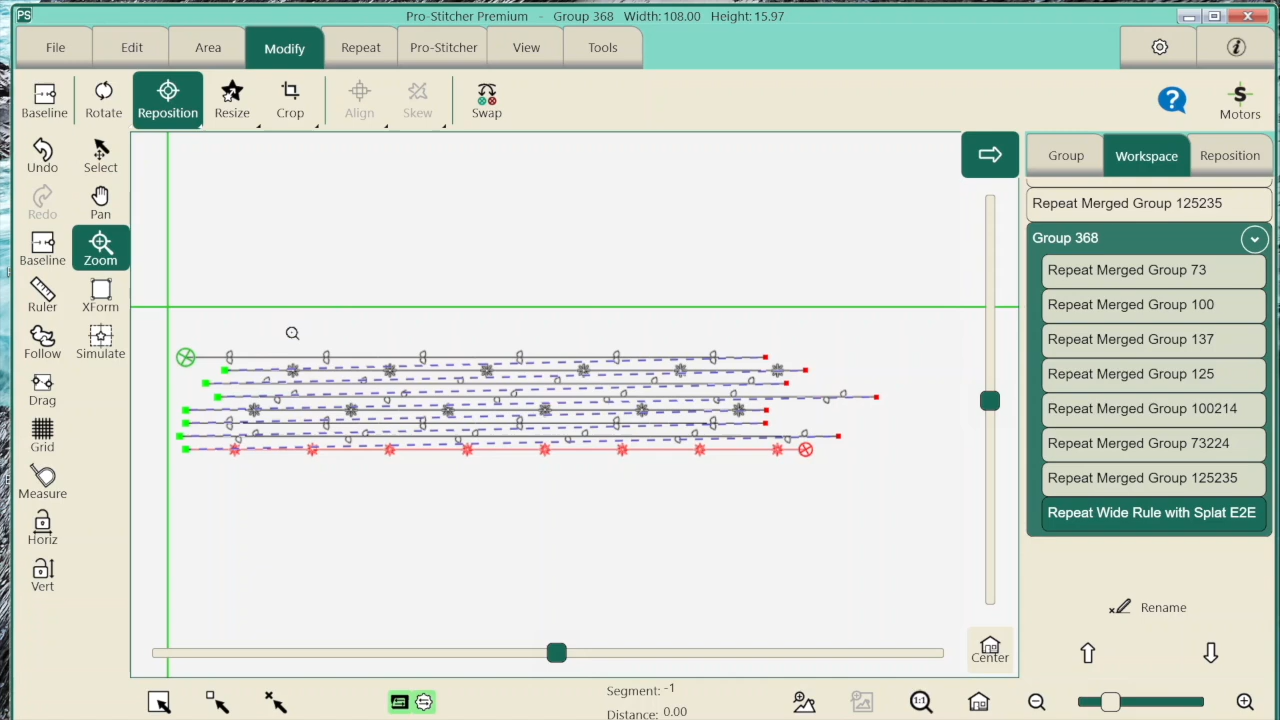 PS Pro-Stitcher Premium - Group 368 Width:108.00 Height:15.97
File Edit Area Modify Repeat Pro-Stitcher View Tools
Baseline Rotate Reposition Resize Crop Align Skew Swap Motors
Undo Select
Redo Pan
Baseline Zoom
Ruler XForm
Follow Simulate
Drag
Grid
Measure
Horiz
Vert
Center
Group Workspace Reposition
Repeat Merged Group 125235
Group 368
Repeat Merged Group 73
Repeat Merged Group 100
Repeat Merged Group 137
Repeat Merged Group 125
Repeat Merged Group 100214
Repeat Merged Group 73224
Repeat Merged Group 125235
Repeat Wide Rule with Splat E2E
Rename
Segment: -1
Distance: 0.00
1:1